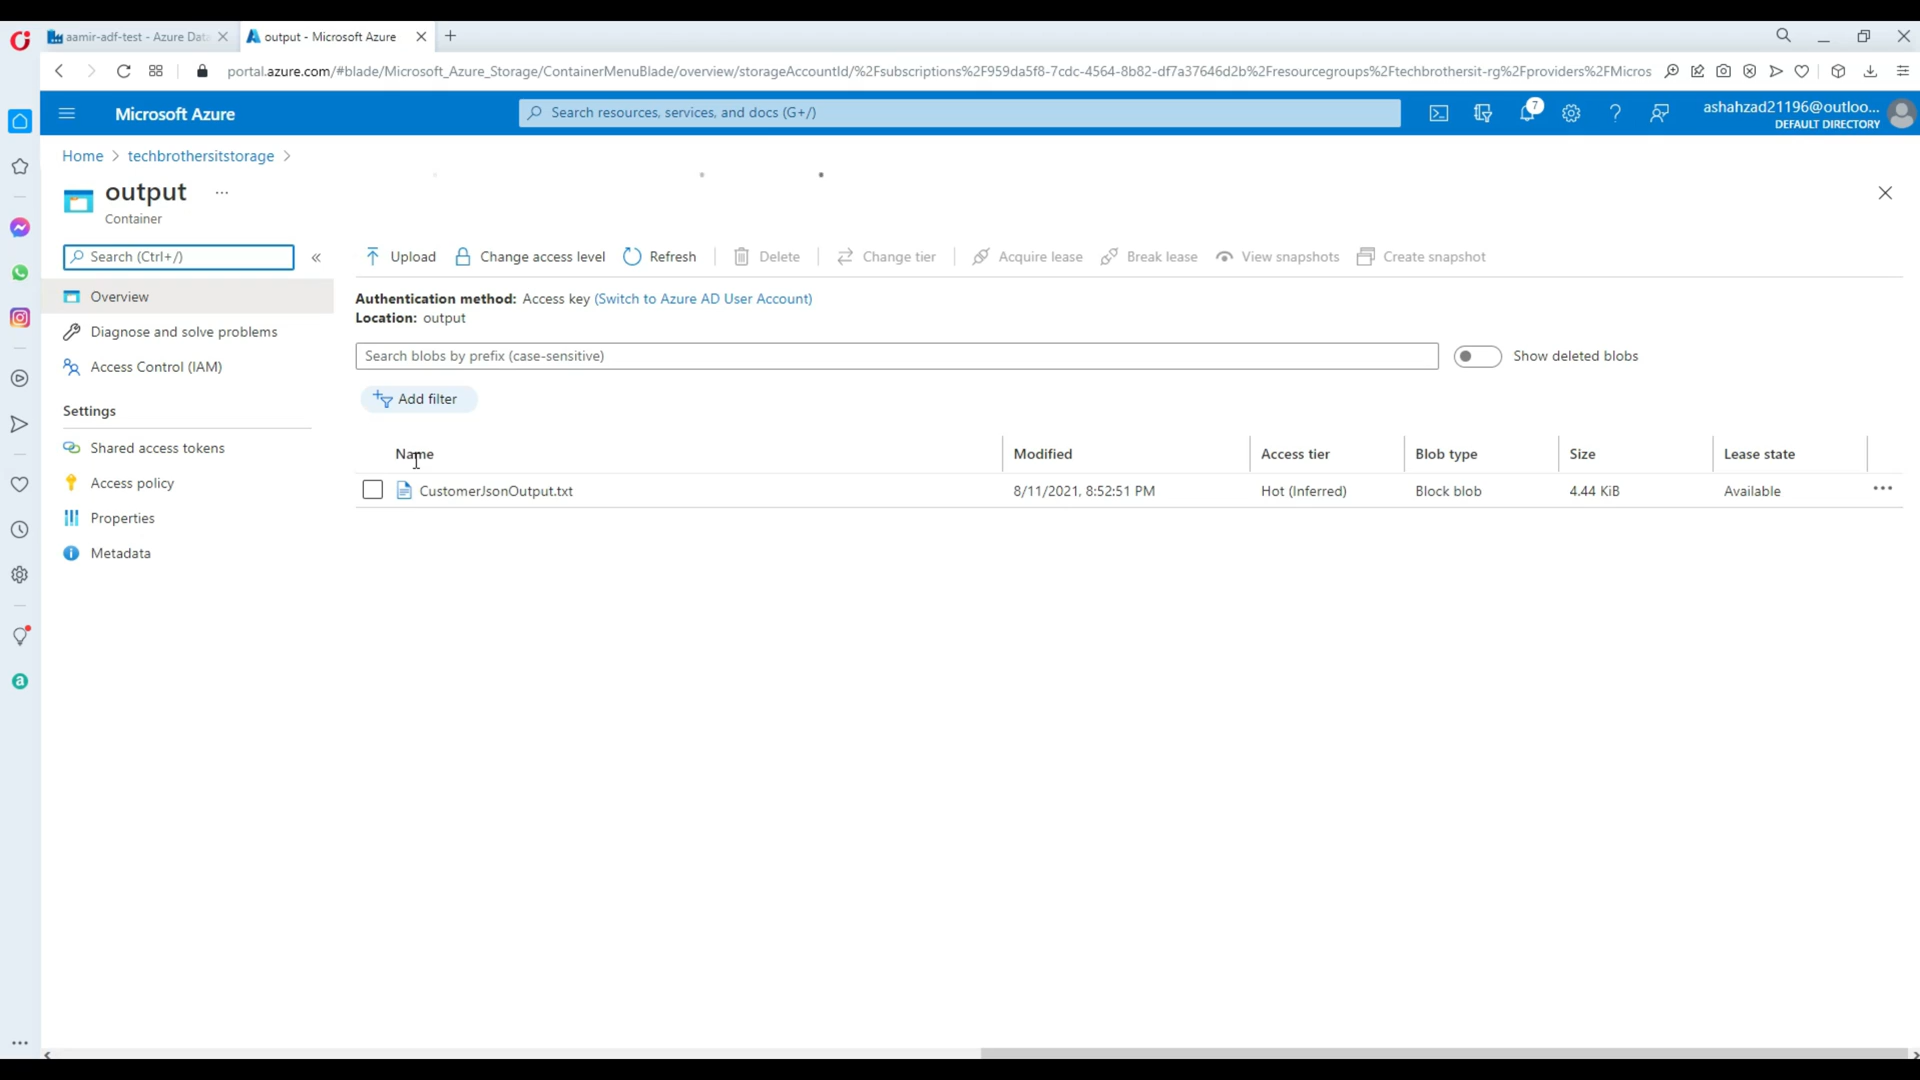 aamir-adf-test - Azure Data
output - Microsoft Azure
portal.azure.com/#blade/Microsoft_Azure_Storage/ContainerMenuBlade/overview/storageAccountId/%2Fsubscriptions%2F959da5f8-7cdc-4564-8b82-df7a37646d2b%2Fresourcegroups%2Ftechbrothersit-rg%2Fproviders%2FMicros
Microsoft Azure
Search resources, services, and docs (G+/)
7
ashahzad21196@outloo...
DEFAULT DIRECTORY
Home > techbrothersitstorage >
output ...
Container
Search (Ctrl+/)
«
Upload
Change access level
Refresh
Delete
Change tier
Acquire lease
Break lease
View snapshots
Create snapshot
Overview
Diagnose and solve problems
Access Control (IAM)
Settings
Shared access tokens
Access policy
Properties
Metadata
Authentication method: Access key (Switch to Azure AD User Account)
Location: output
Search blobs by prefix (case-sensitive)
Show deleted blobs
Add filter
Name Modified Access tier Blob type Size Lease state
CustomerJsonOutput.txt 8/11/2021, 8:52:51 PM Hot (Inferred) Block blob 4.44 KiB Available ...
a